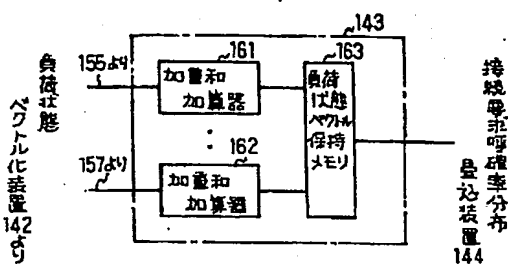 143
負荷状態
ベクトル化装置142より
155より
157より
161
加重和
加算器
162
加重和
加算器
163
負荷
状態
ベクトル
保持
メモリ
接続要求呼確率分布
畳込装置
144